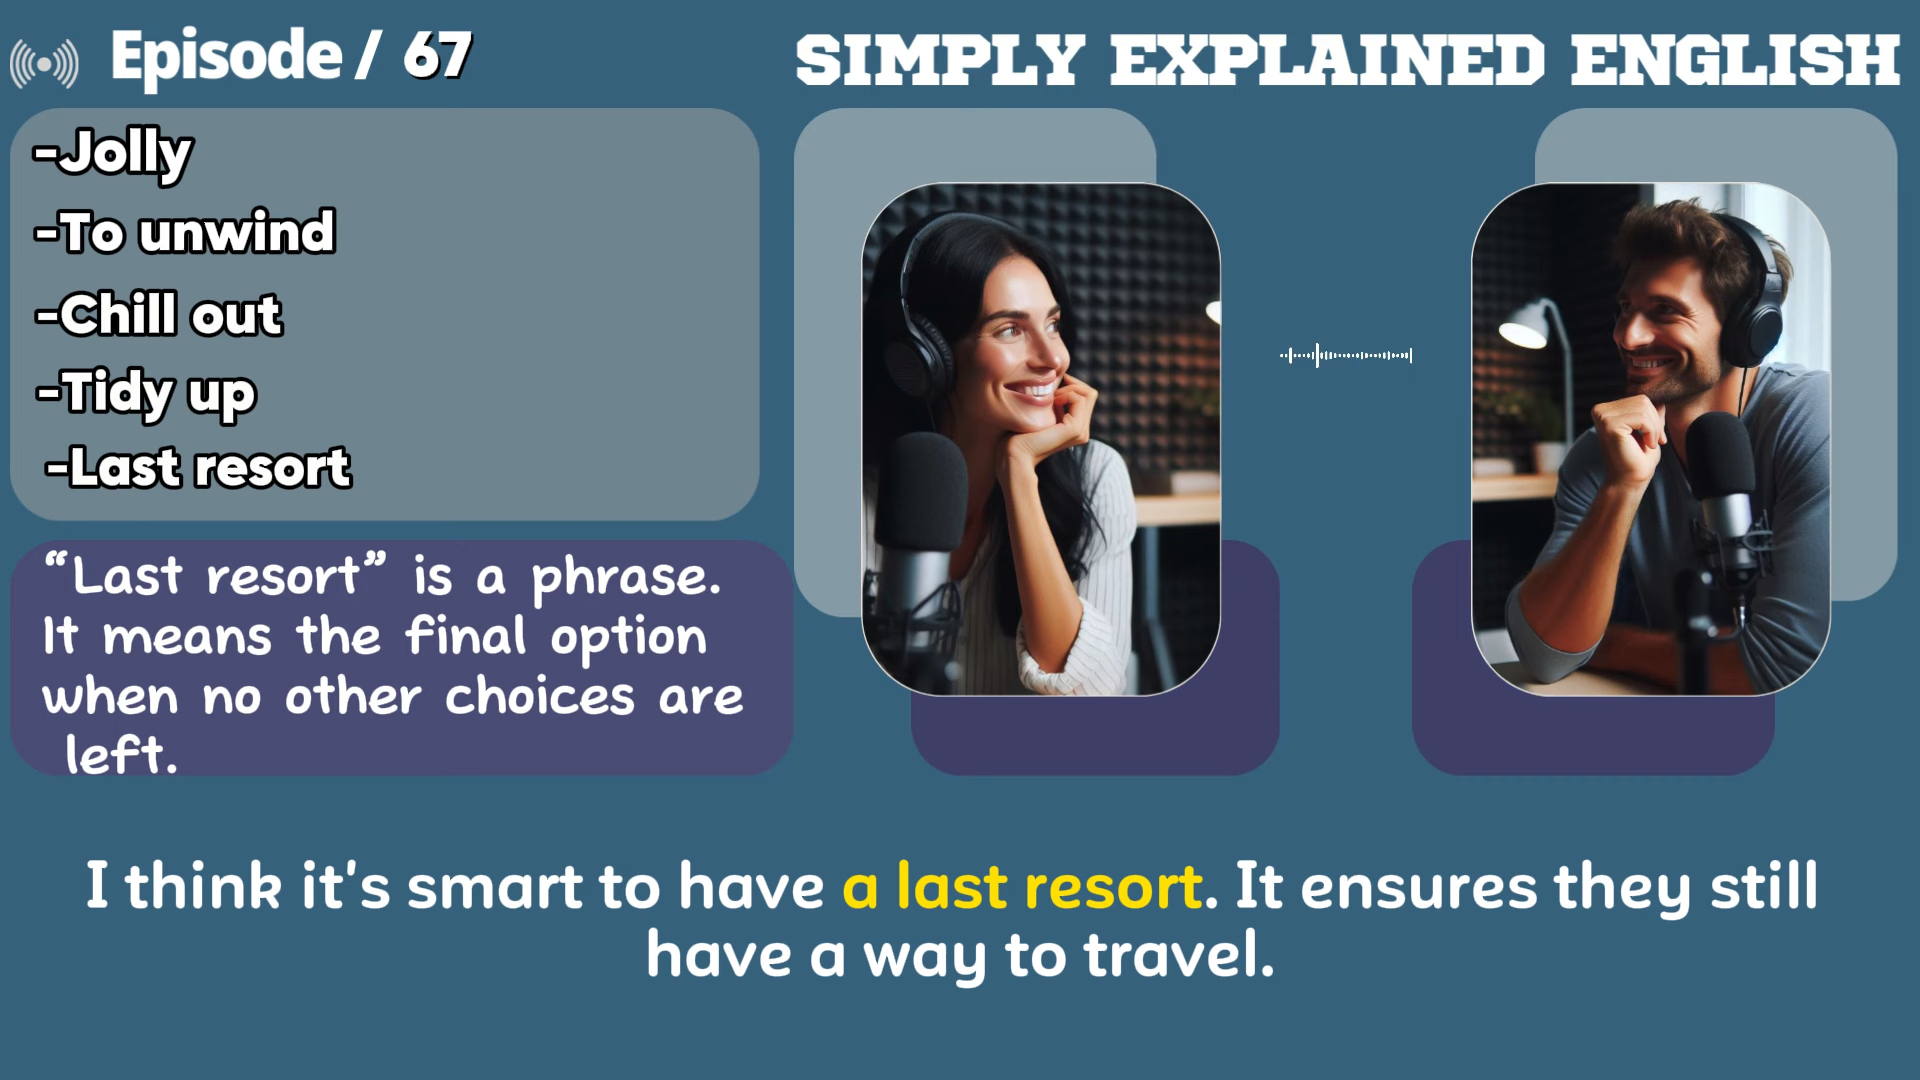 Episode / 67
SIMPLY EXPLAINED ENGLISH
-Jolly
-To unwind
-Chill out
-Tidy up
-Last resort
“Last resort” is a phrase.
It means the final option
when no other choices are
left.
I think it's smart to have a last resort. It ensures they still
have a way to travel.